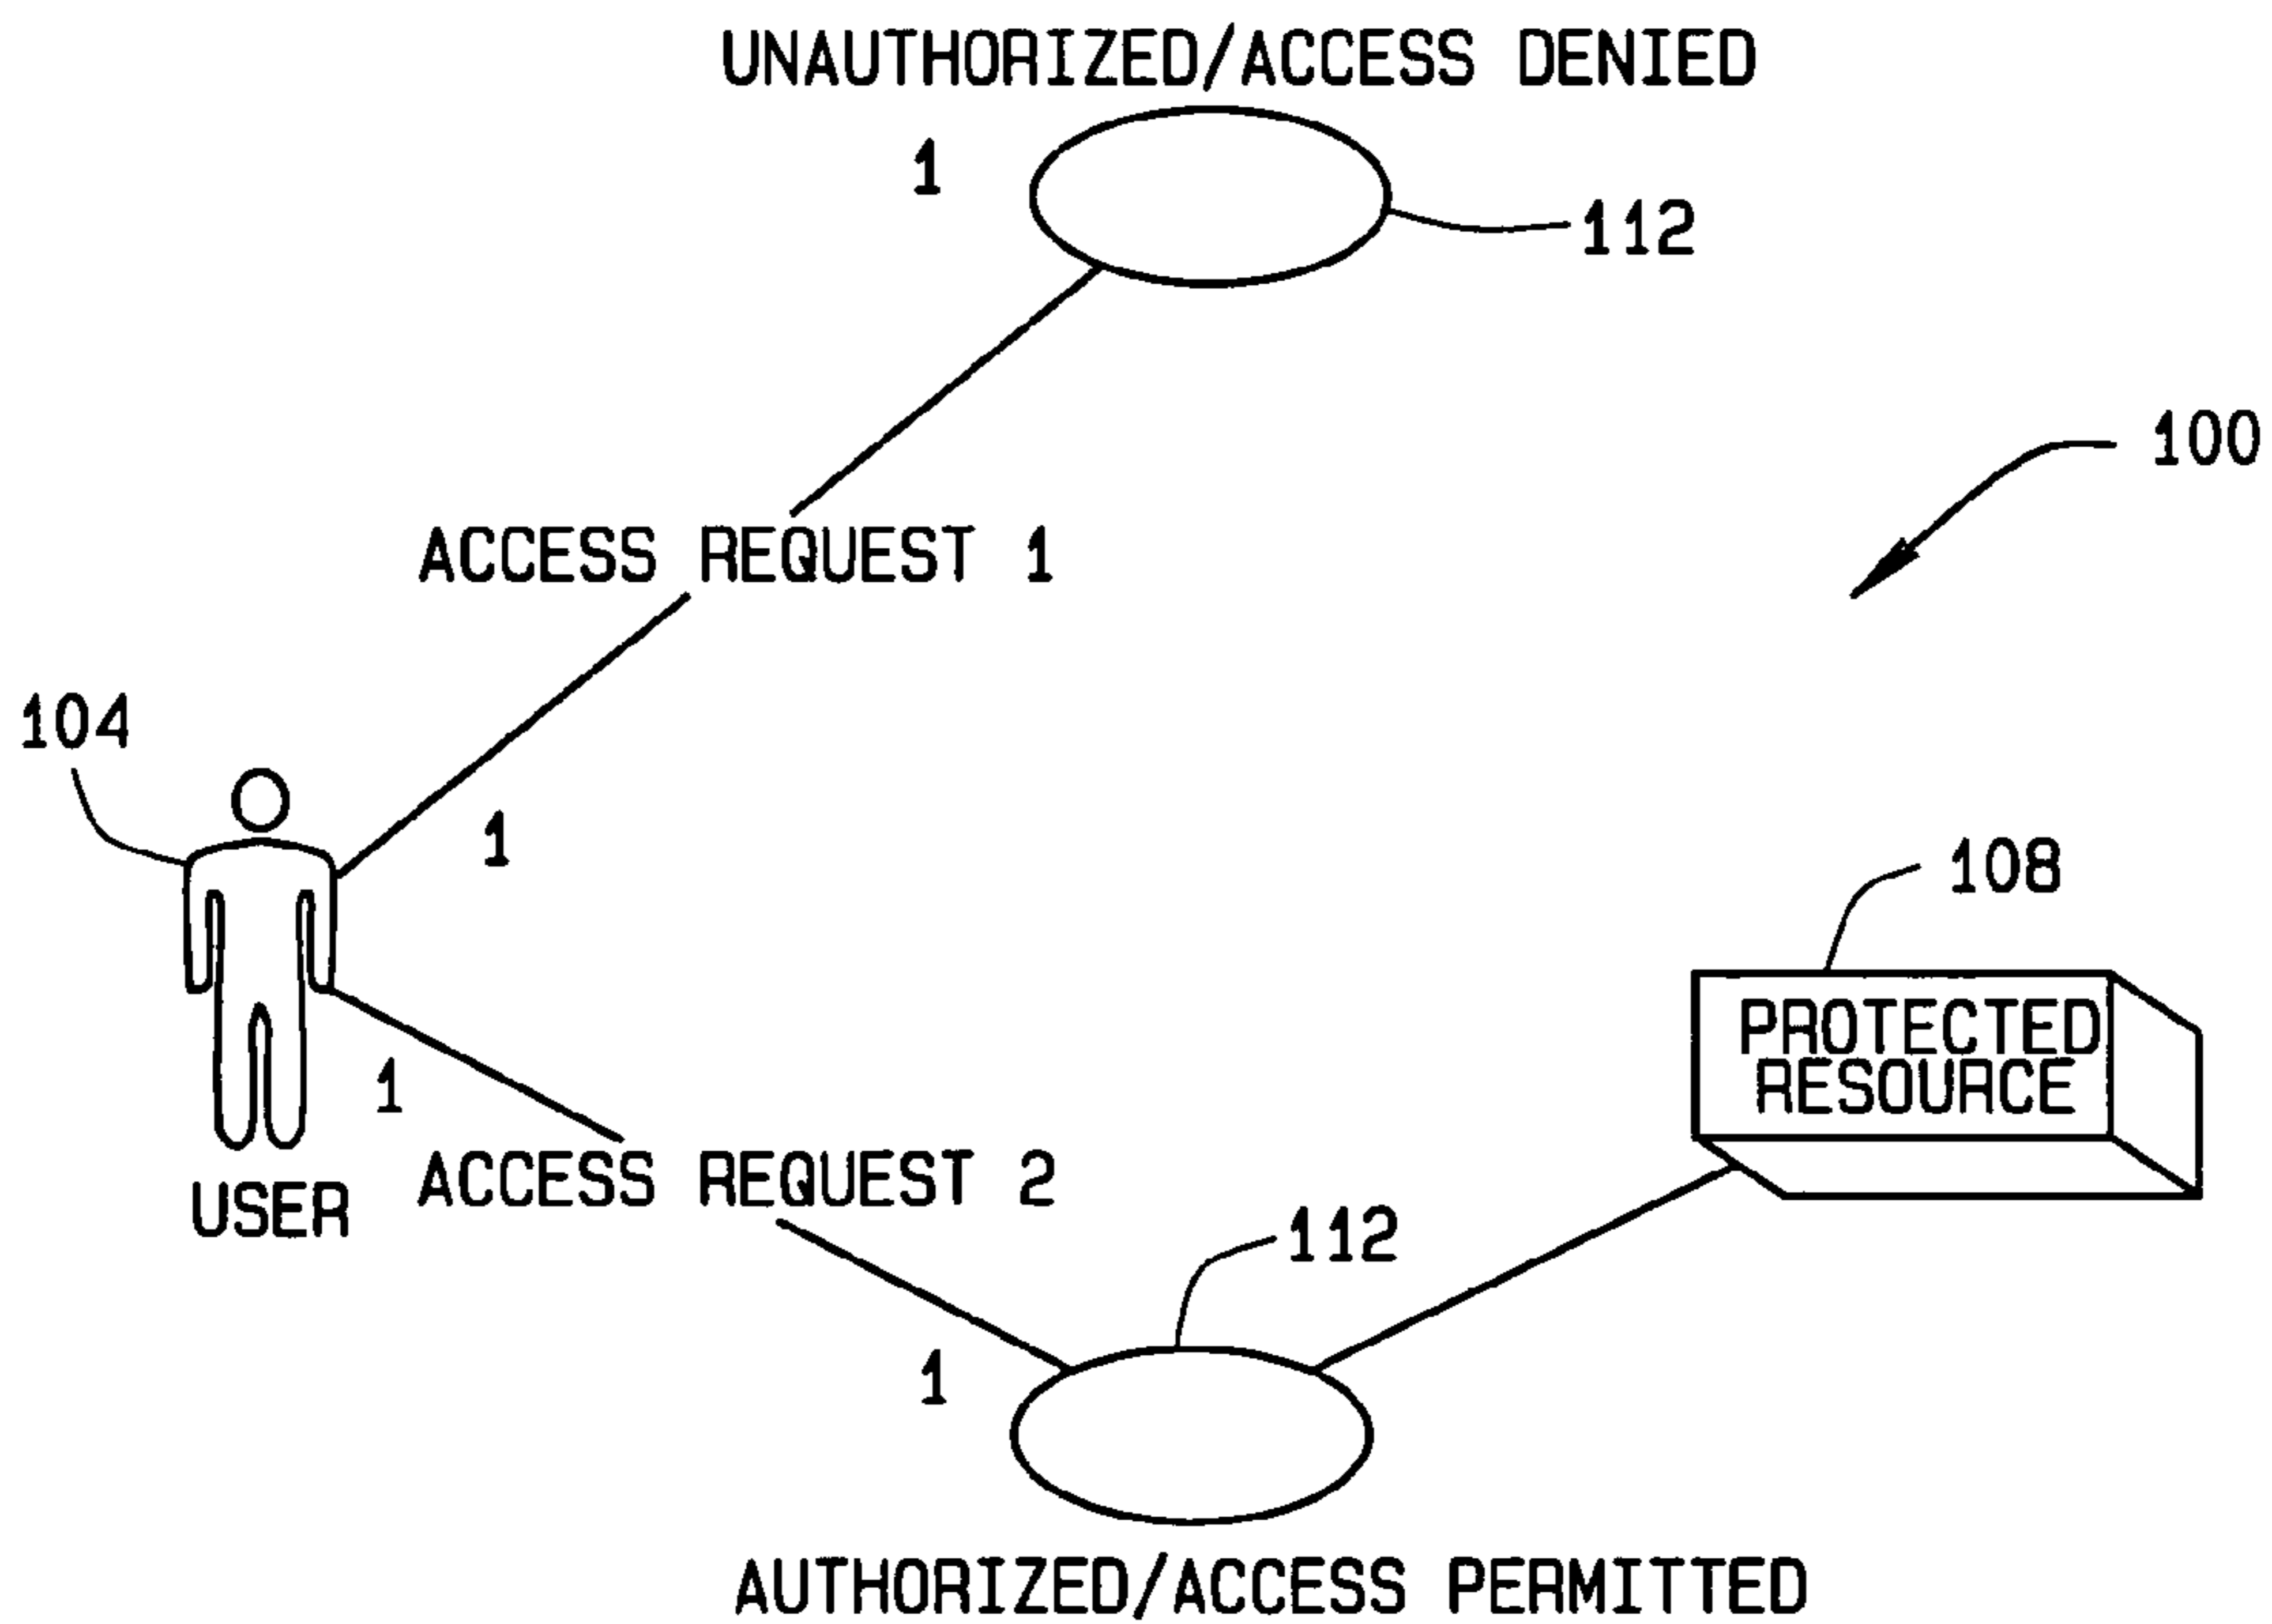 UNAUTHORIZED/ACCESS DENIED
1
112
100
ACCESS REQUEST 1
104
1
108
PROTECTED
RESOURCE
1
ACCESS REQUEST 2
USER
112
1
AUTHORIZED/ACCESS PERMITTED